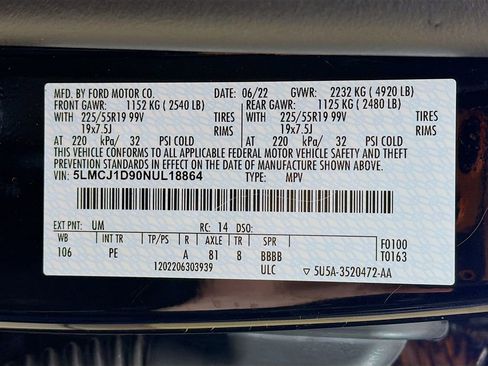 MFD. BY FORD MOTOR CO. DATE: 06/22 GVWR: 2232 KG ( 4920 LB)
FRONT GAWR: 1152 KG ( 2540 LB) REAR GAWR: 1125 KG ( 2480 LB)
WITH 225/55R19 99V TIRES WITH 225/55R19 99V TIRES
19x7.5J RIMS 19x7.5J RIMS
AT 220 kPa/ 32 PSI COLD AT 220 kPa/ 32 PSI COLD
THIS VEHICLE CONFORMS TO ALL APPLICABLE FEDERAL MOTOR VEHICLE SAFETY AND THEFT
PREVENTION STANDARDS IN EFFECT ON THE DATE OF MANUFACTURE SHOWN ABOVE.
VIN: 5LMCJ1D90NUL18864 TYPE: MPV
EXT PNT: UM RC: 14 DSO:
WB INT TR TP/PS R AXLE TR SPR F0100
106 PE A 81 8 BBBB T0163
1202206303939 ULC ▽ 5U5A-3520472-AA